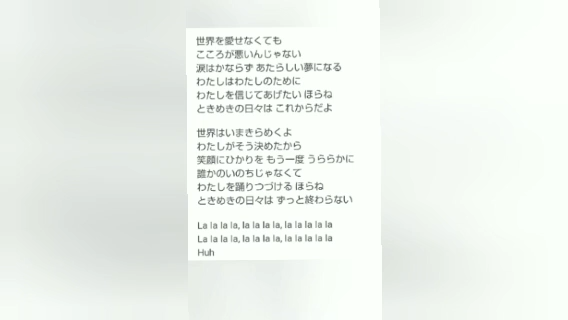 世界を愛せなくても
こころが悪いんじゃない
涙はかならず あたらしい夢になる
わたしはわたしのために
わたしを信じてあげたい ほらね
ときめきの日々は これからだよ
世界はいまきらめくよ
わたしがそう決めたから
笑顔にひかりを もう一度 うららかに
誰かのいのちじゃなくて
わたしを踊りつづける ほらね
ときめきの日々は ずっと終わらない
La la la la, la la la la, la la la la la
La la la la, la la la la, la la la la la
Huh